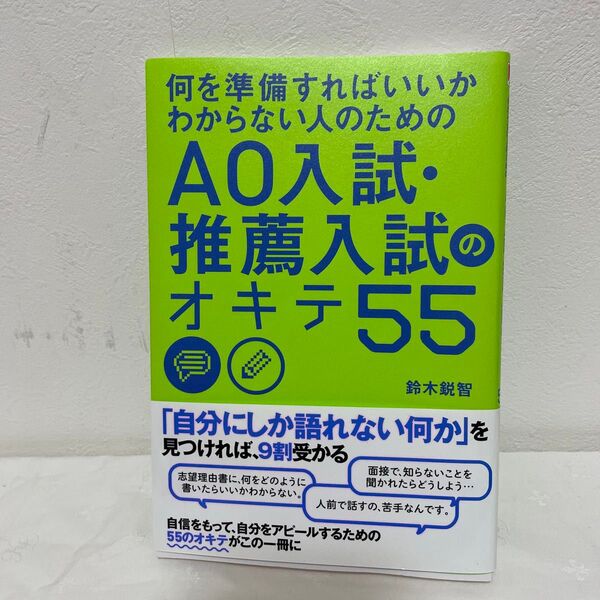 何を準備すればいいか
わからない人のための
AO入試・
推薦入試の
オキテ55
鈴木鋭智
「自分にしか語れない何か」を
見つければ、9割受かる
志望理由書に、何をどのように
書いたらいいかわからない。
面接で、知らないことを
聞かれたらどうしよう…
人前で話すの、苦手なんです。
自信をもって、自分をアピールするための
55のオキテがこの一冊に